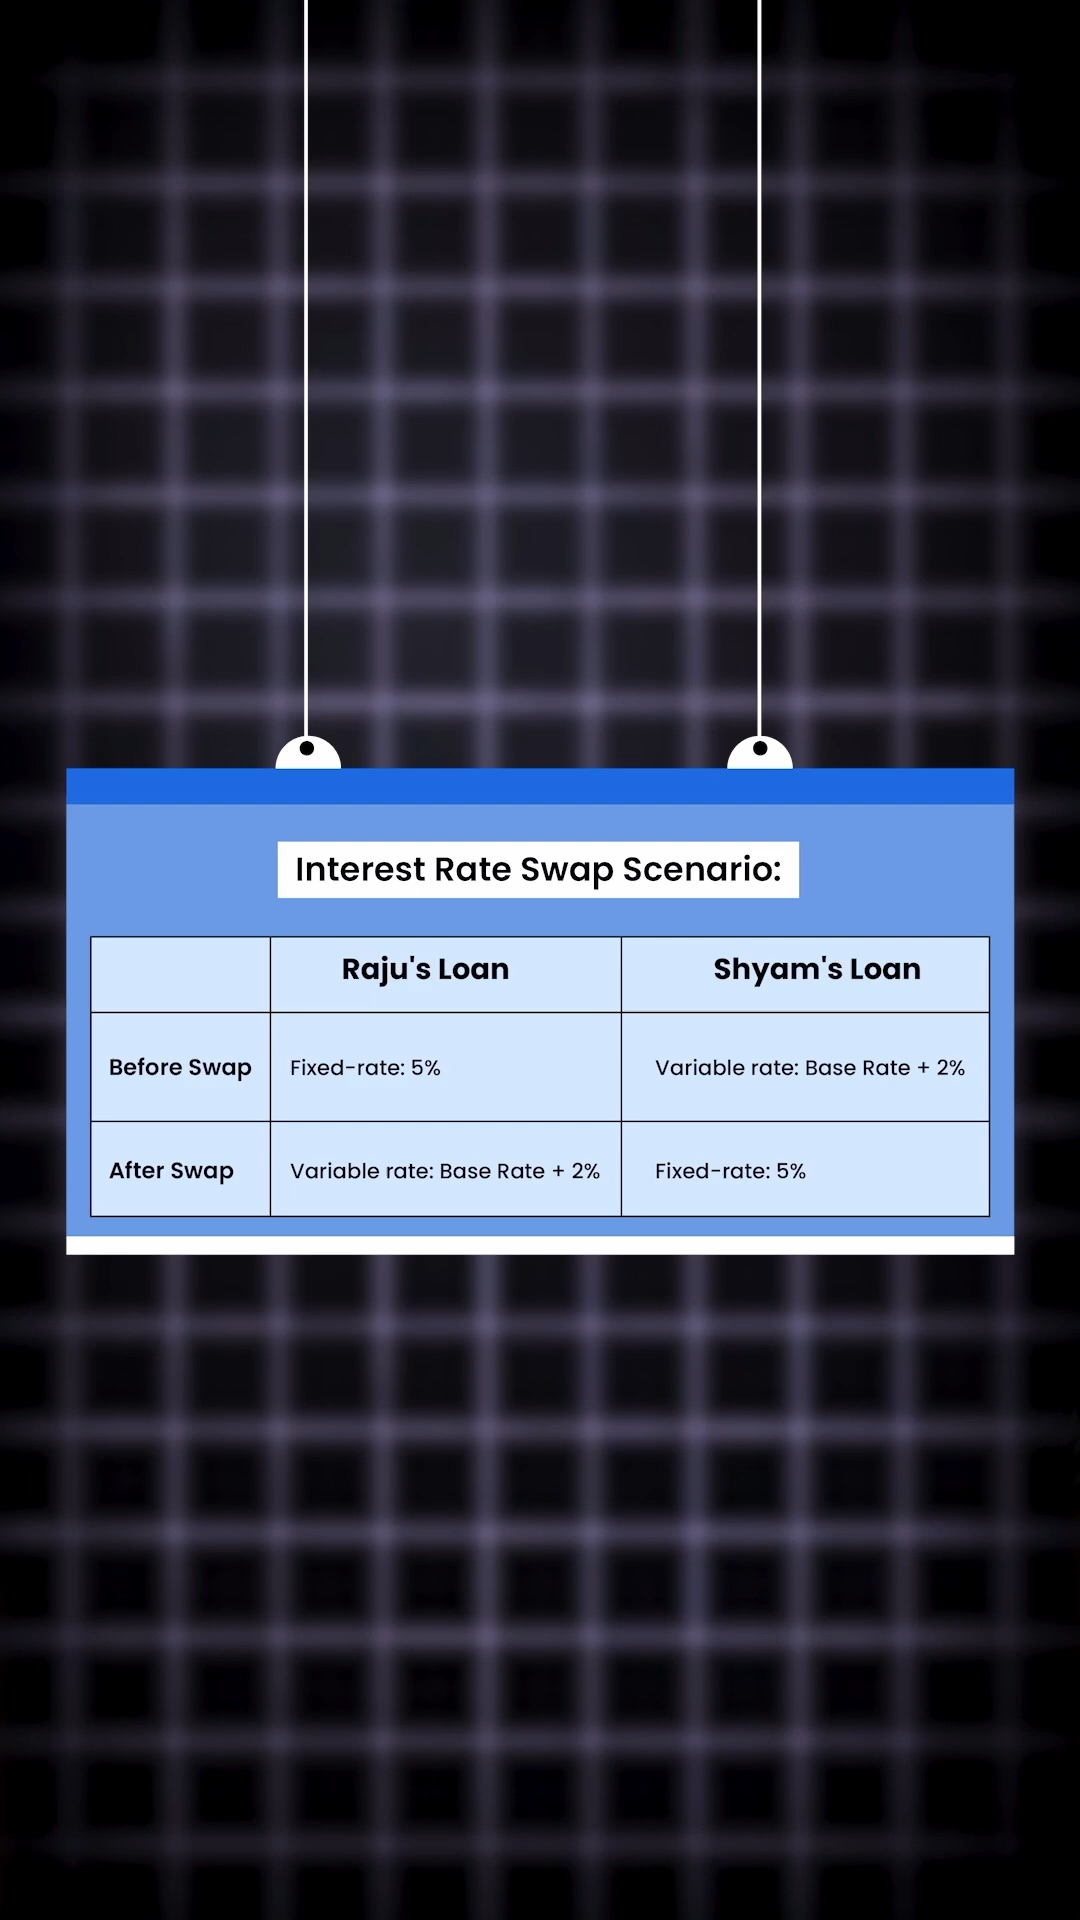 Interest Rate Swap Scenario:
Raju's Loan Shyam's Loan
Before Swap Fixed-rate: 5% Variable rate: Base Rate + 2%
After Swap Variable rate: Base Rate + 2% Fixed-rate: 5%